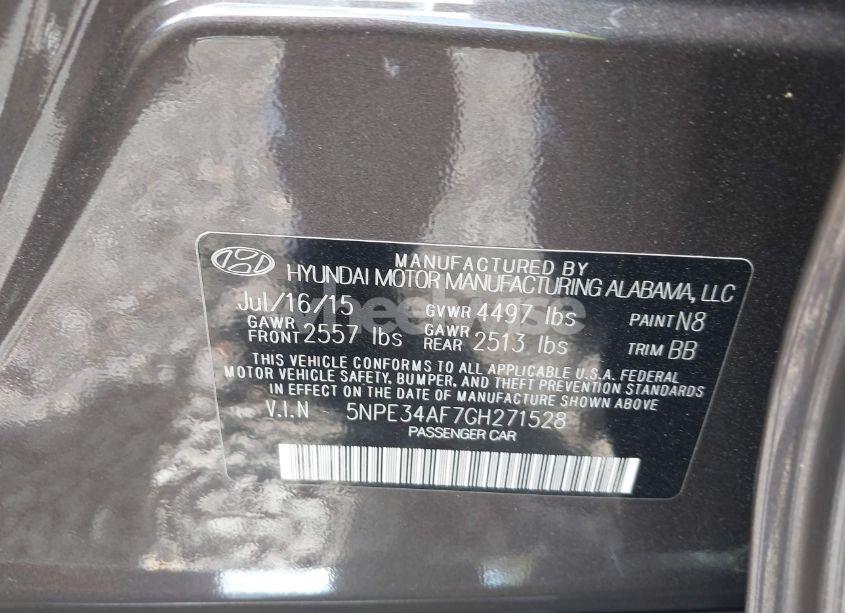 MANUFACTURED BY
HYUNDAI MOTOR MANUFACTURING ALABAMA, LLC
Jul/16/15 GVWR 4497 lbs PAINT N8
GAWR FRONT 2557 lbs GAWR REAR 2513 lbs TRIM BB
THIS VEHICLE CONFORMS TO ALL APPLICABLE U.S.A. FEDERAL
MOTOR VEHICLE SAFETY, BUMPER, AND THEFT PREVENTION STANDARDS
IN EFFECT ON THE DATE OF MANUFACTURE SHOWN ABOVE.
V.I.N 5NPE34AF7GH271528
PASSENGER CAR